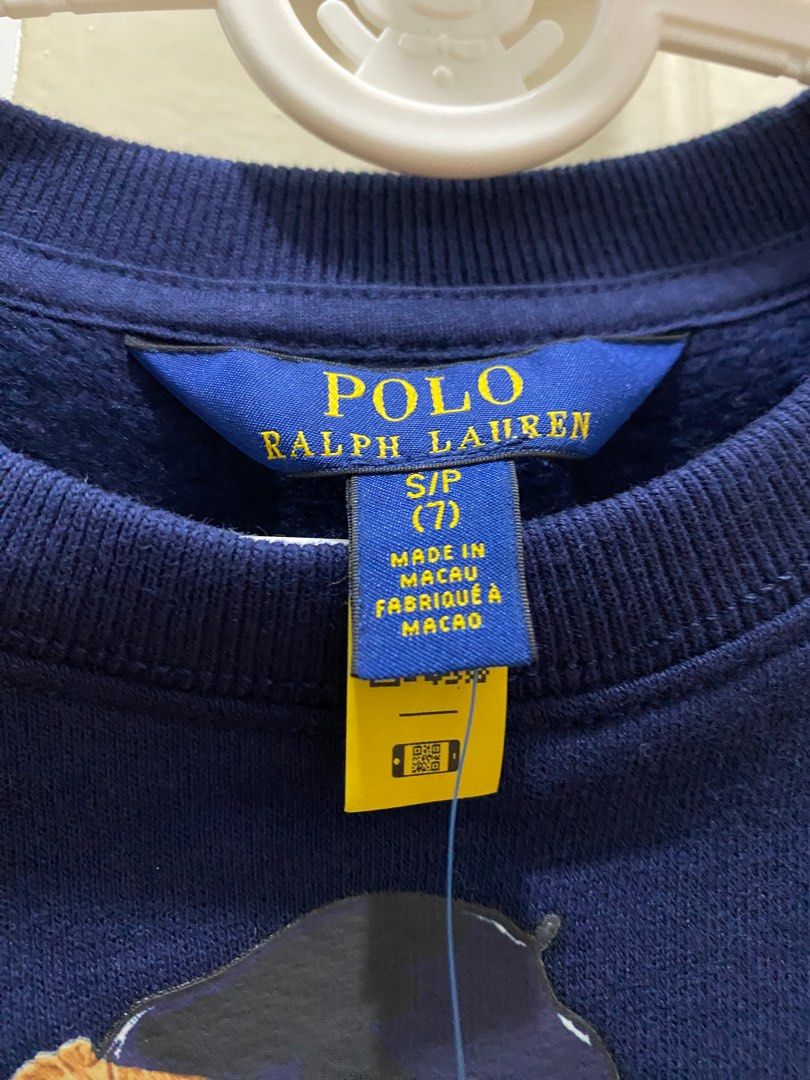 POLO
RALPH LAUREN
S/P
(7)
MADE IN
MACAU
FABRIQUÉ À
MACAO